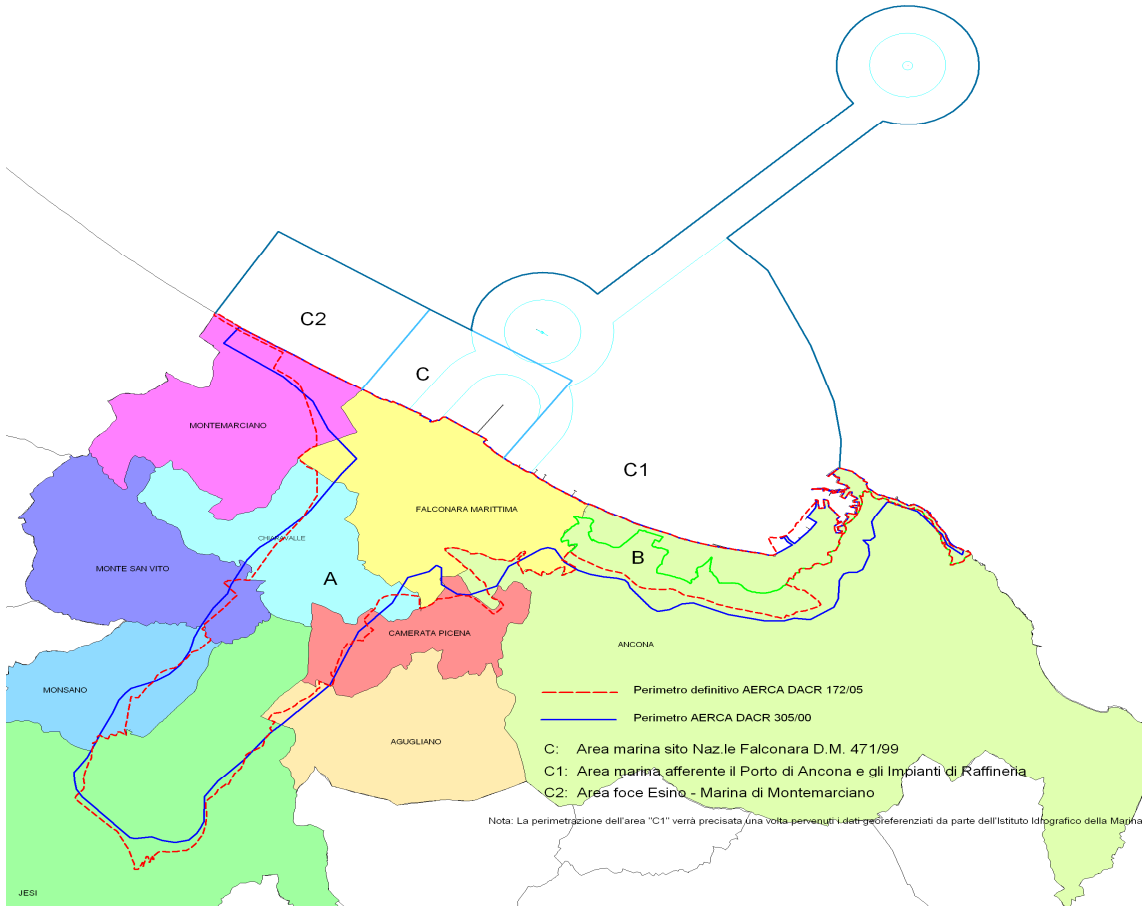 C2
C
MONTEMARCIANO
C1
FALCONARA MARITTIMA
CHIARAVALLE
B
MONTE SAN VITO
A
CAMERATA PICENA
ANCONA
MONSANO
Perimetro definitivo AERCA DACR 172/05
Perimetro AERCA DACR 305/00
AGUGLIANO
C: Area marina sito Naz.le Falconara D.M. 471/99
C1: Area marina afferente il Porto di Ancona e gli Impianti di Raffineria
C2: Area foce Esino - Marina di Montemarciano
Nota: La perimetrazione dell'area "C1" verrà precisata una volta pervenuti i dati georeferenziati da parte dell'Istituto Idrografico della Marina
JESI